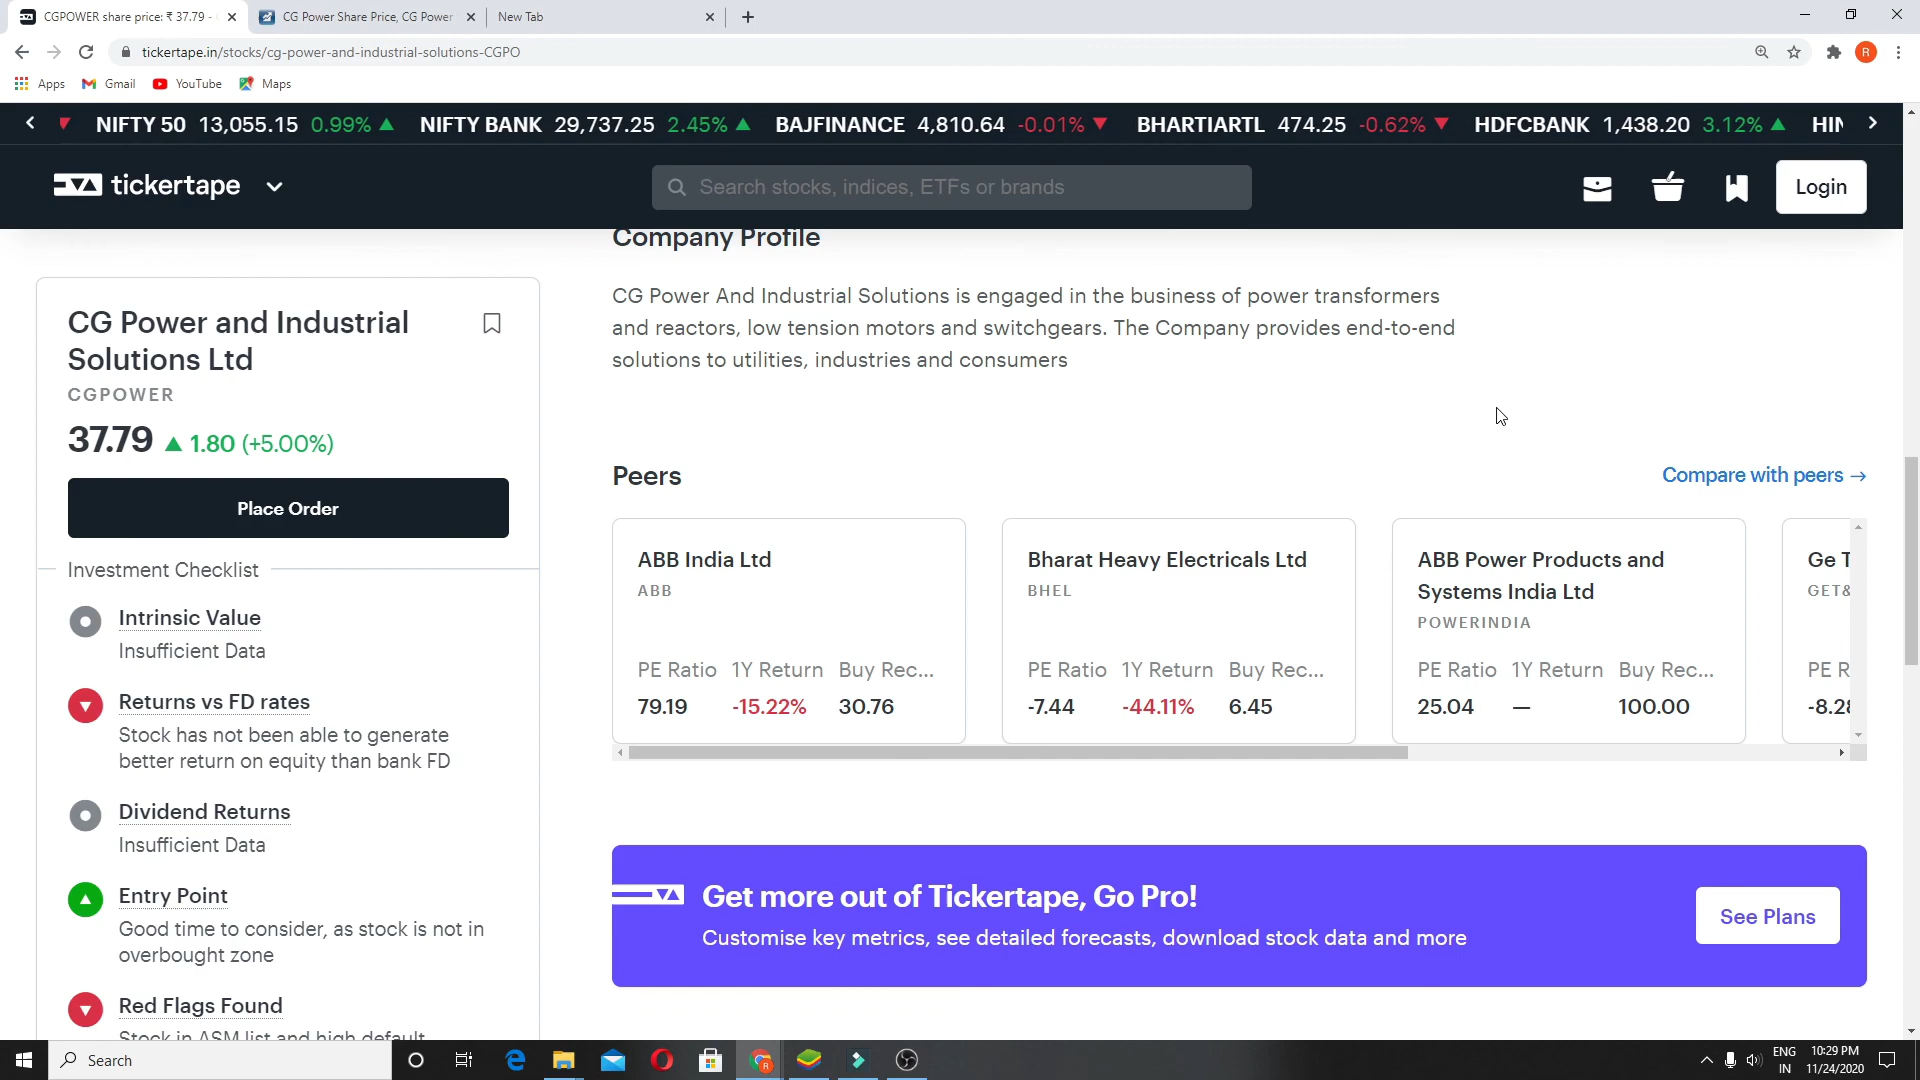 CGPOWER share price: ₹ 37.79 -
CG Power Share Price, CG Power
New Tab
tickertape.in/stocks/cg-power-and-industrial-solutions-CGPO
R
Apps
Gmail
YouTube
Maps
NIFTY 50 13,055.15 0.99% ▲ NIFTY BANK 29,737.25 2.45% ▲ BAJFINANCE 4,810.64 -0.01% ▼ BHARTIARTL 474.25 -0.62% ▼ HDFCBANK 1,438.20 3.12% ▲
tickertape
Search stocks, indices, ETFs or brands
Login
CG Power and Industrial
Solutions Ltd
CGPOWER
37.79 ▲ 1.80 (+5.00%)
Place Order
Investment Checklist
Intrinsic Value
Insufficient Data
Returns vs FD rates
Stock has not been able to generate
better return on equity than bank FD
Dividend Returns
Insufficient Data
Entry Point
Good time to consider, as stock is not in
overbought zone
Red Flags Found
Stock in ASM list and high default
Company Profile
CG Power And Industrial Solutions is engaged in the business of power transformers
and reactors, low tension motors and switchgears. The Company provides end-to-end
solutions to utilities, industries and consumers
Peers
Compare with peers →
ABB India Ltd
ABB
PE Ratio 1Y Return Buy Rec...
79.19 -15.22% 30.76
Bharat Heavy Electricals Ltd
BHEL
PE Ratio 1Y Return Buy Rec...
-7.44 -44.11% 6.45
ABB Power Products and
Systems India Ltd
POWERINDIA
PE Ratio 1Y Return Buy Rec...
25.04 — 100.00
Ge T
GET&
PE R
-8.28
Get more out of Tickertape, Go Pro!
Customise key metrics, see detailed forecasts, download stock data and more
See Plans
Search
ENG
IN
10:29 PM
11/24/2020